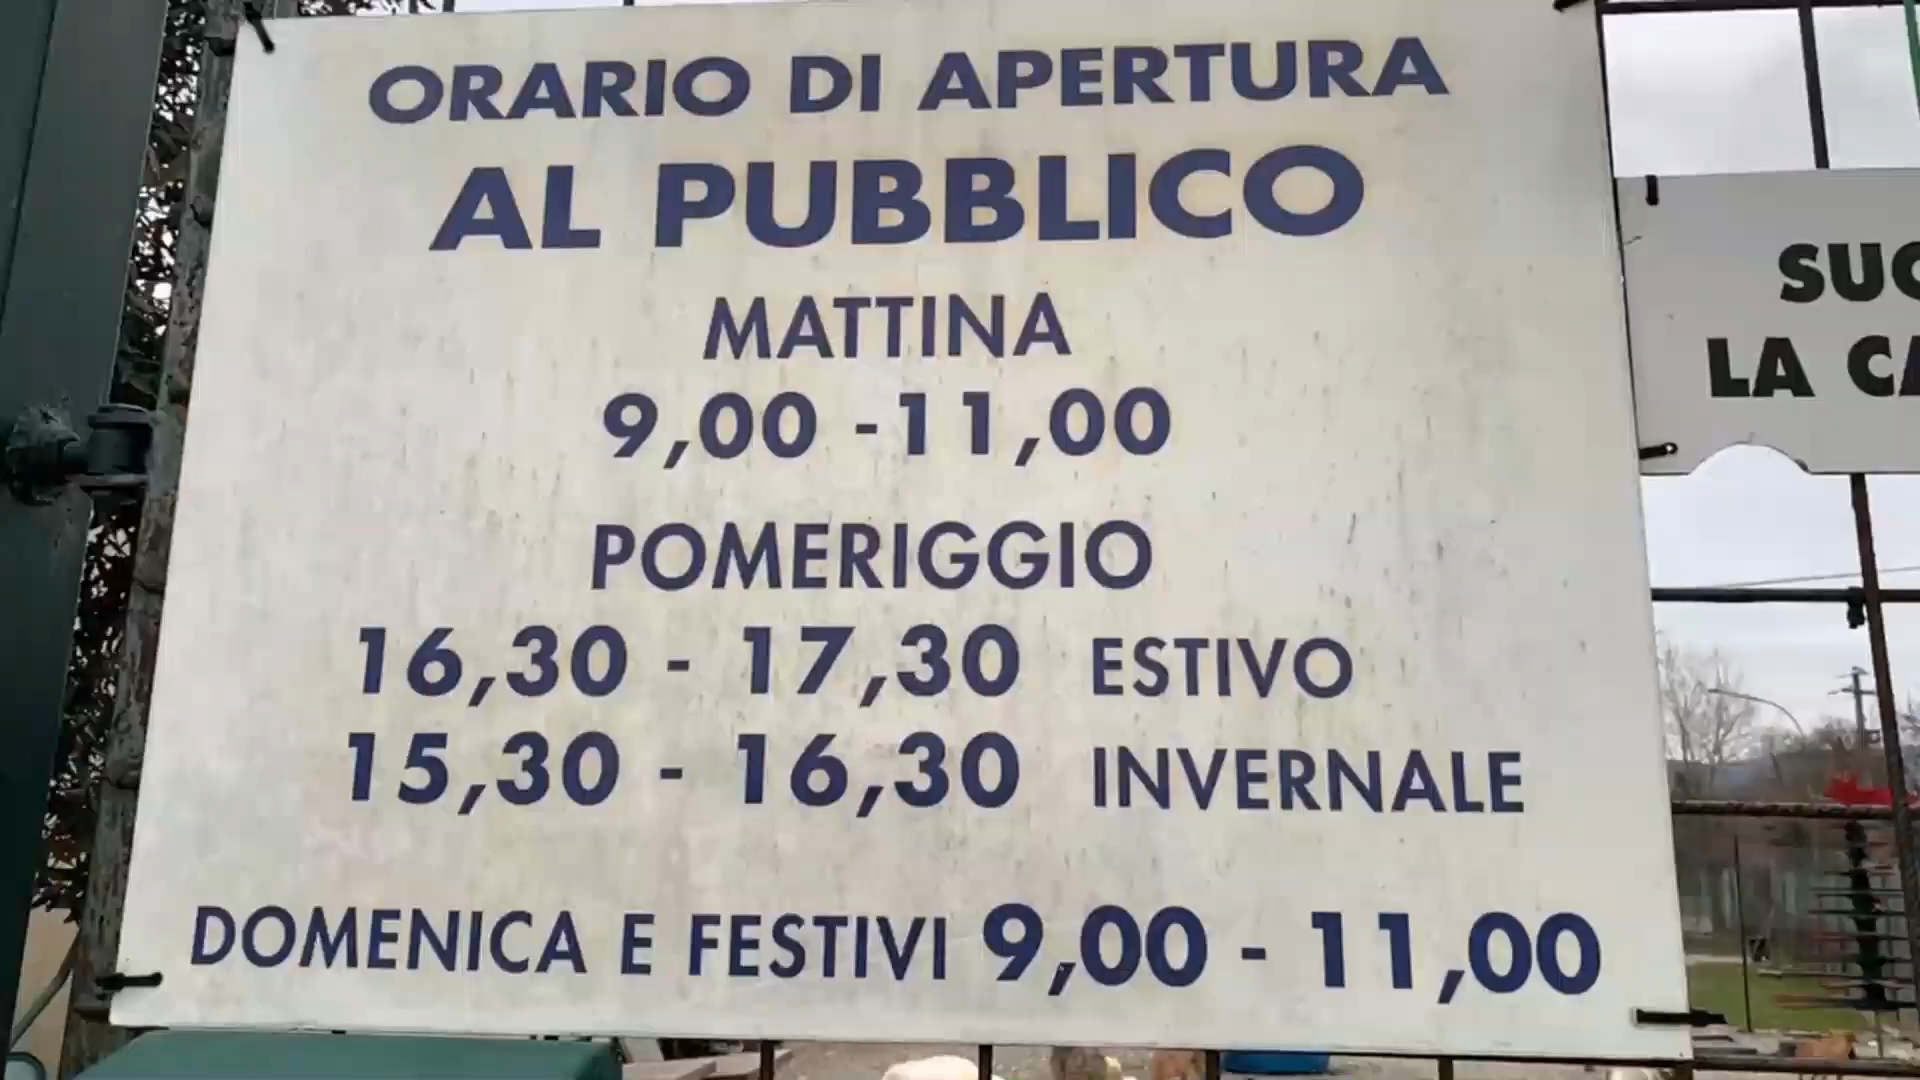 ORARIO DI APERTURA
AL PUBBLICO
MATTINA
9,00 -11,00
POMERIGGIO
16,30 - 17,30 ESTIVO
15,30 - 16,30 INVERNALE
DOMENICA E FESTIVI 9,00 - 11,00
LA